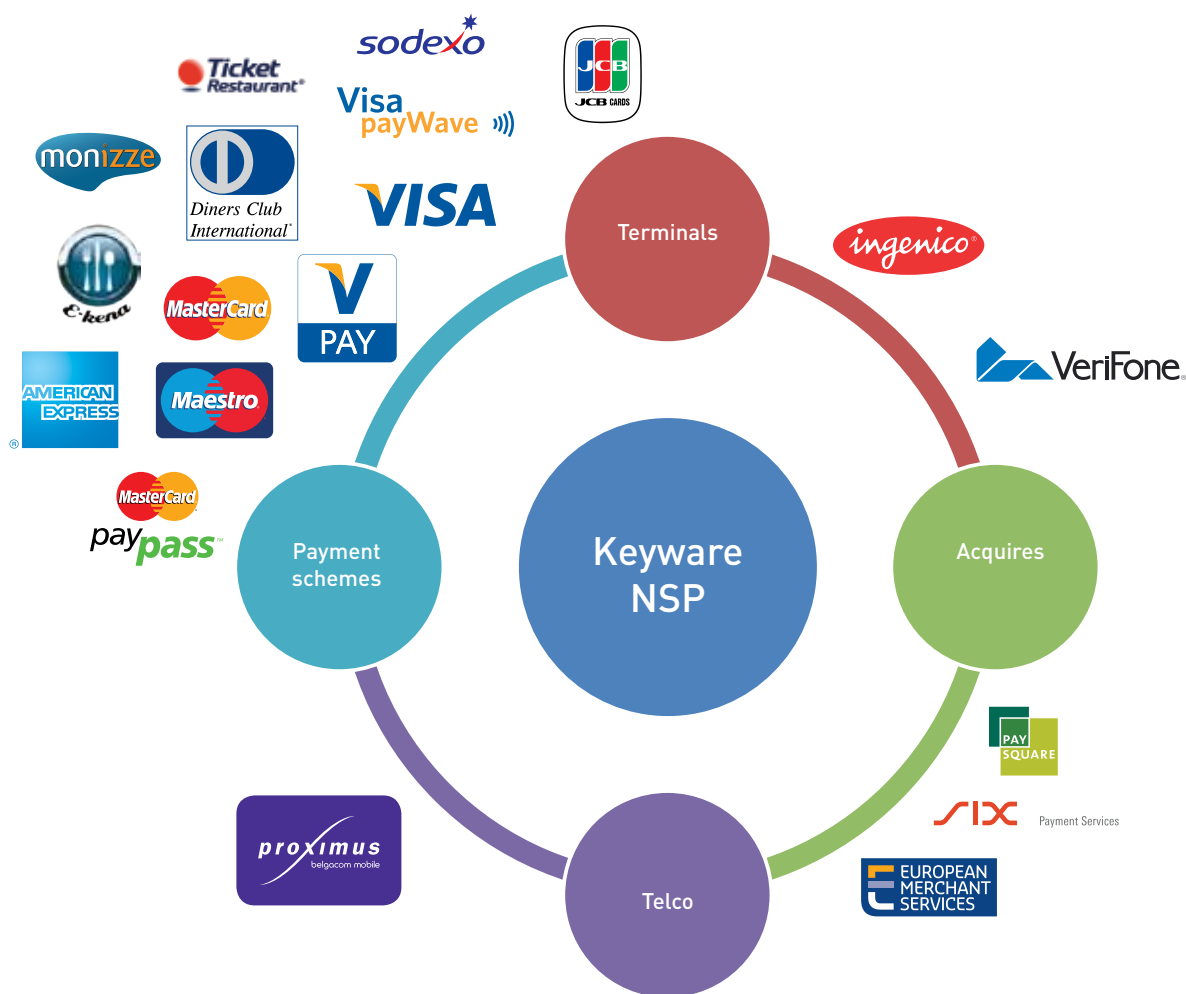 sodexo
JCB
JCB CARDS
Ticket
Restaurant®
Visa
payWave
monizze
Diners Club
International®
VISA
Terminals
ingenico®
E-kena
MasterCard
V
PAY
VeriFone®
AMERICAN
EXPRESS
®
Maestro
MasterCard
paypass™
Payment
schemes
Keyware
NSP
Acquires
PAY
SQUARE
SIX Payment Services
proximus
belgacom mobile
EUROPEAN
MERCHANT
SERVICES
Telco